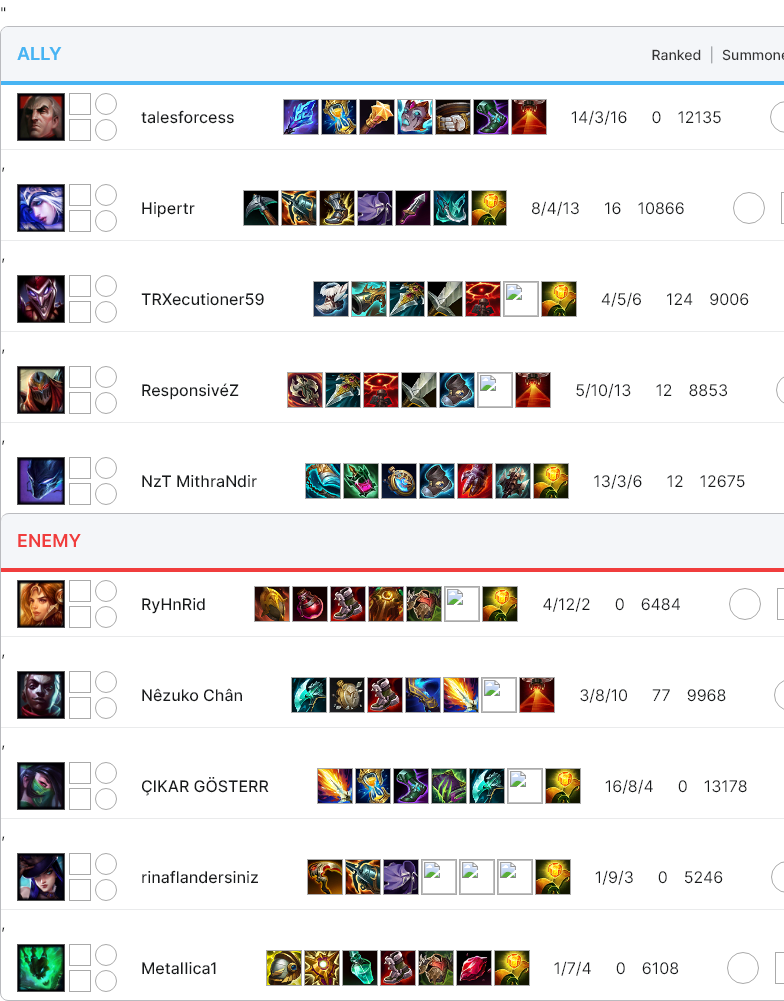 "
ALLY Ranked | Summone
talesforcess 14/3/16 0 12135
,
Hipertr 8/4/13 16 10866
,
TRXecutioner59 4/5/6 124 9006
,
ResponsivéZ 5/10/13 12 8853
,
NzT MithraNdir 13/3/6 12 12675
ENEMY
RyHnRid 4/12/2 0 6484
,
Nêzuko Chân 3/8/10 77 9968
,
ÇIKAR GÖSTERR 16/8/4 0 13178
,
rinaflandersiniz 1/9/3 0 5246
,
Metallica1 1/7/4 0 6108